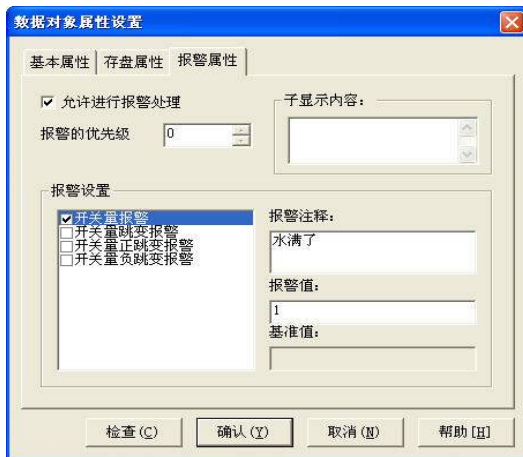 数据对象属性设置
基本属性 存盘属性 报警属性
允许进行报警处理
子显示内容：
报警的优先级 0
报警设置
开关量报警
开关量跳变报警
开关量正跳变报警
开关量负跳变报警
报警注释：
水满了
报警值：
1
基准值：
检查(C) 确认(Y) 取消(N) 帮助[H]